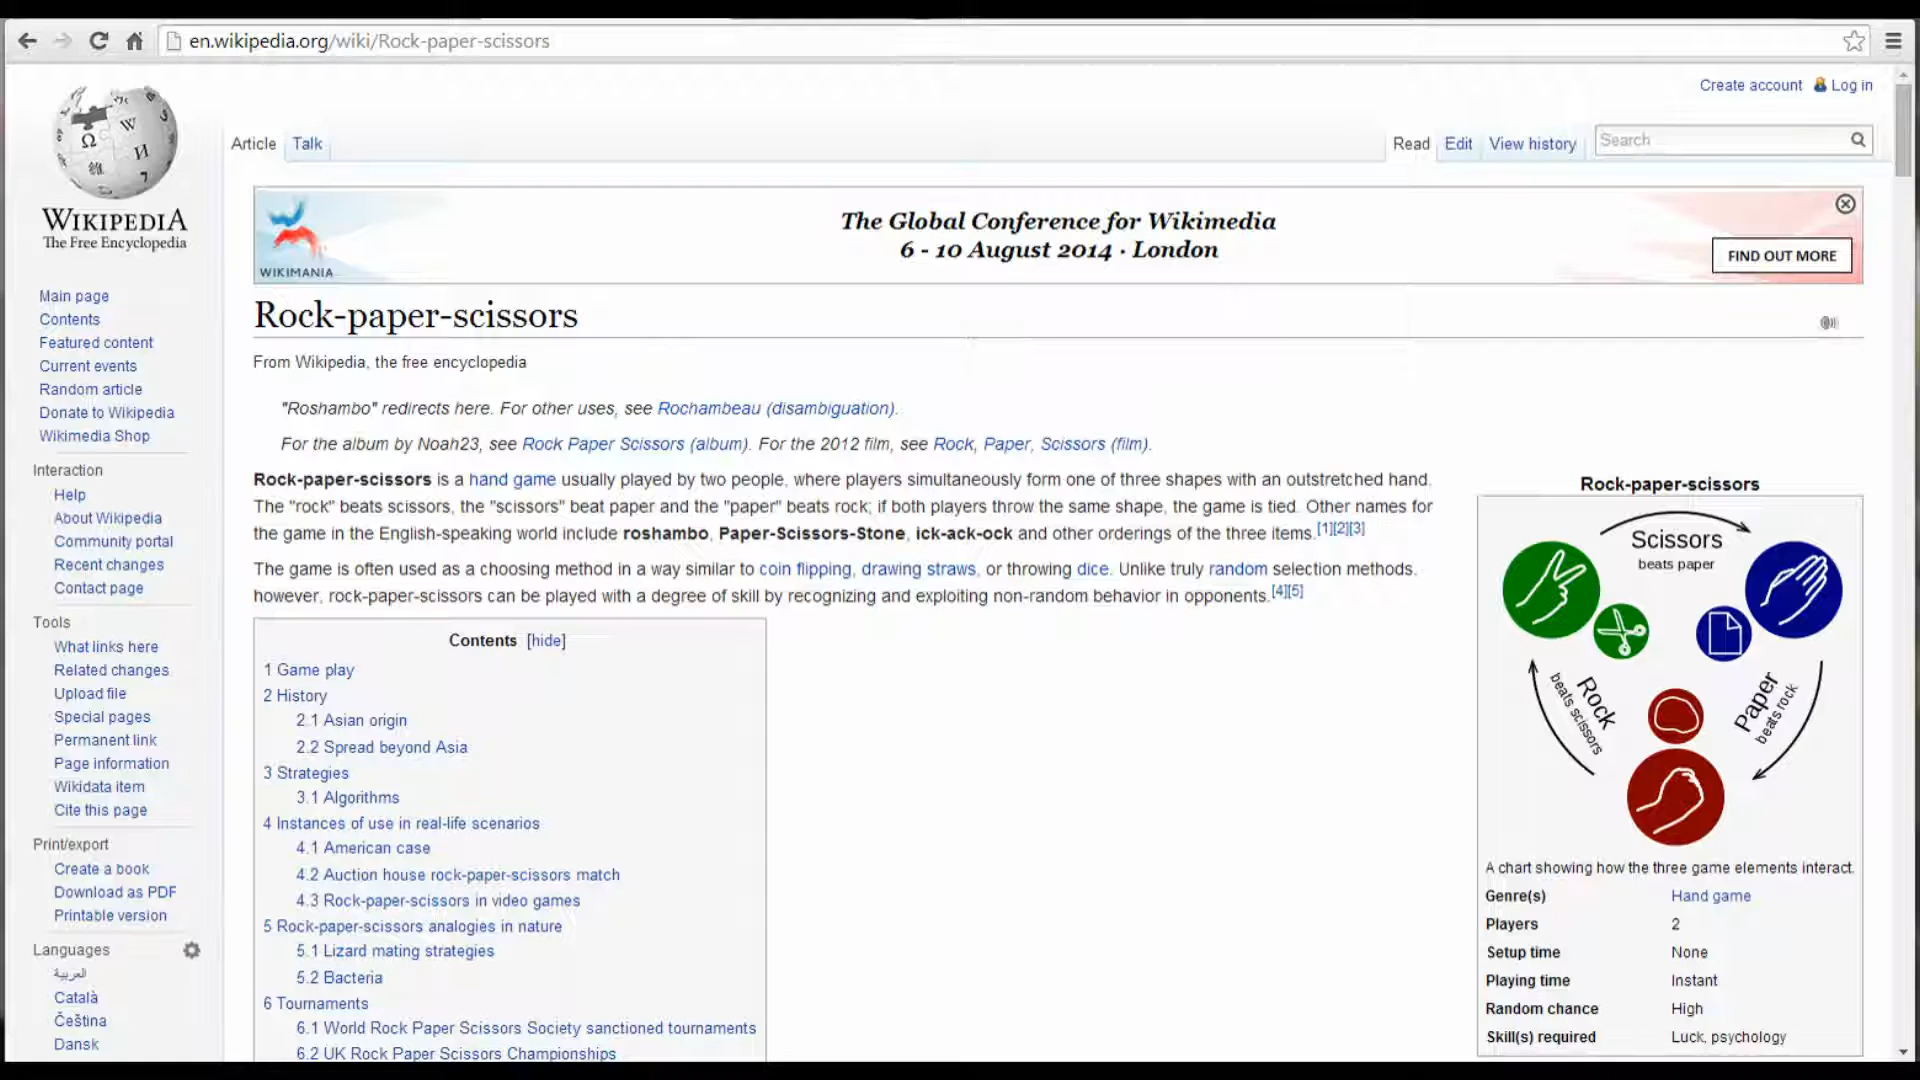 en.wikipedia.org/wiki/Rock-paper-scissors
Create account Log in
WIKIPEDIA
The Free Encyclopedia
Article Talk
Read Edit View history Search
WIKIMANIA
The Global Conference for Wikimedia
6 - 10 August 2014 · London
FIND OUT MORE
Main page
Contents
Featured content
Current events
Random article
Donate to Wikipedia
Wikimedia Shop
Interaction
Help
About Wikipedia
Community portal
Recent changes
Contact page
Tools
What links here
Related changes
Upload file
Special pages
Permanent link
Page information
Wikidata item
Cite this page
Print/export
Create a book
Download as PDF
Printable version
Languages
العربية
Català
Čeština
Dansk
Rock-paper-scissors
From Wikipedia, the free encyclopedia
"Roshambo" redirects here. For other uses, see Rochambeau (disambiguation).
For the album by Noah23, see Rock Paper Scissors (album). For the 2012 film, see Rock, Paper, Scissors (film).
Rock-paper-scissors is a hand game usually played by two people, where players simultaneously form one of three shapes with an outstretched hand.
The "rock" beats scissors, the "scissors" beat paper and the "paper" beats rock; if both players throw the same shape, the game is tied. Other names for
the game in the English-speaking world include roshambo, Paper-Scissors-Stone, ick-ack-ock and other orderings of the three items.[1][2][3]
The game is often used as a choosing method in a way similar to coin flipping, drawing straws, or throwing dice. Unlike truly random selection methods,
however, rock-paper-scissors can be played with a degree of skill by recognizing and exploiting non-random behavior in opponents.[4][5]
Contents [hide]
1 Game play
2 History
2.1 Asian origin
2.2 Spread beyond Asia
3 Strategies
3.1 Algorithms
4 Instances of use in real-life scenarios
4.1 American case
4.2 Auction house rock-paper-scissors match
4.3 Rock-paper-scissors in video games
5 Rock-paper-scissors analogies in nature
5.1 Lizard mating strategies
5.2 Bacteria
6 Tournaments
6.1 World Rock Paper Scissors Society sanctioned tournaments
6.2 UK Rock Paper Scissors Championships
Rock-paper-scissors
Scissors
beats paper
Rock
beats scissors
Paper
beats rock
A chart showing how the three game elements interact.
Genre(s) Hand game
Players 2
Setup time None
Playing time Instant
Random chance High
Skill(s) required Luck, psychology